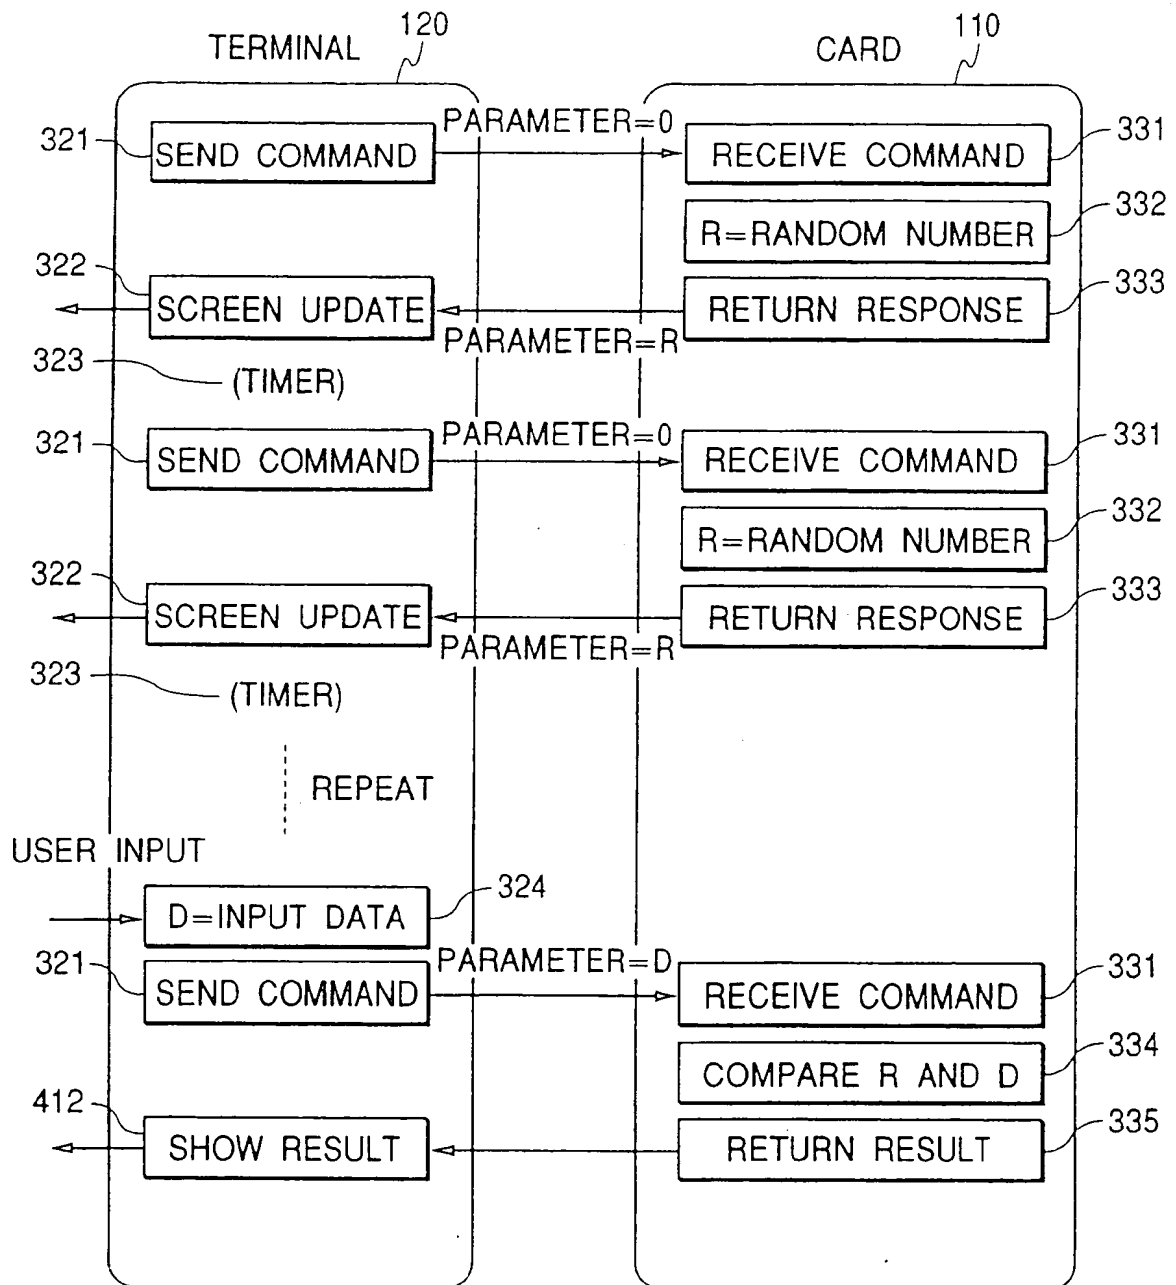 TERMINAL
120
CARD
110
PARAMETER=0
321
SEND COMMAND
RECEIVE COMMAND
331
R=RANDOM NUMBER
332
322
SCREEN UPDATE
RETURN RESPONSE
333
PARAMETER=R
323
(TIMER)
PARAMETER=0
321
SEND COMMAND
RECEIVE COMMAND
331
R=RANDOM NUMBER
332
322
SCREEN UPDATE
RETURN RESPONSE
333
PARAMETER=R
323
(TIMER)
REPEAT
USER INPUT
D=INPUT DATA
324
PARAMETER=D
321
SEND COMMAND
RECEIVE COMMAND
331
COMPARE R AND D
334
412
SHOW RESULT
RETURN RESULT
335